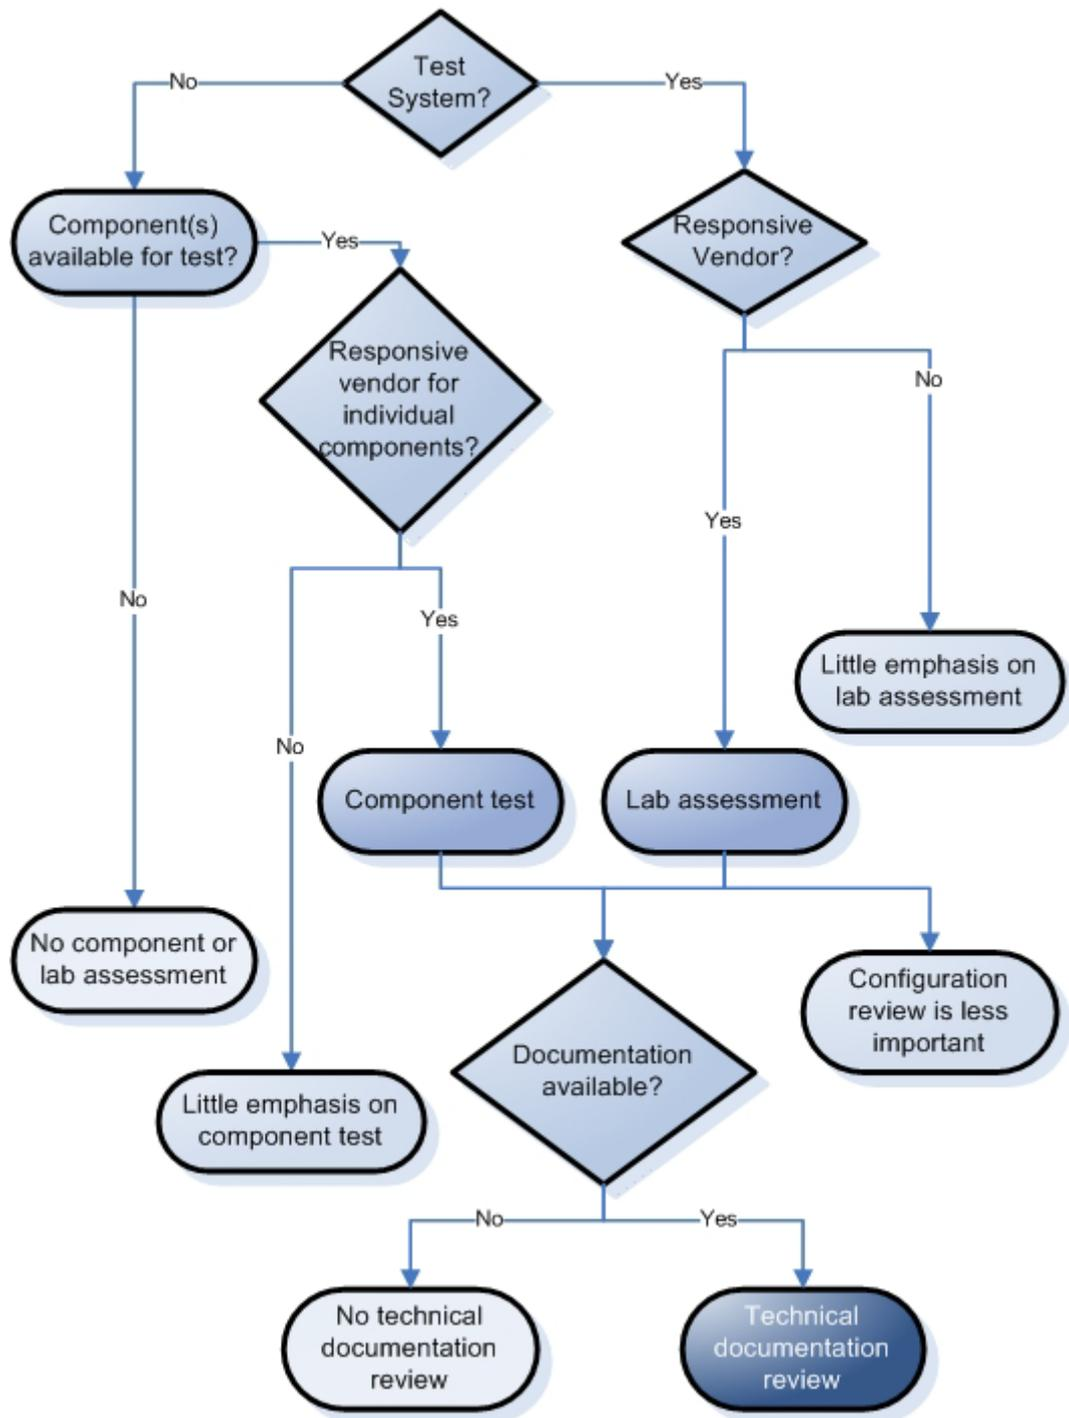 Test
System?
No
Yes
Component(s)
available for test?
Yes
Responsive
Vendor?
Responsive
vendor for
individual
components?
No
Yes
No
Yes
Little emphasis on
lab assessment
No
Component test
Lab assessment
No component or
lab assessment
Configuration
review is less
important
Documentation
available?
Little emphasis on
component test
No
Yes
No technical
documentation
review
Technical
documentation
review